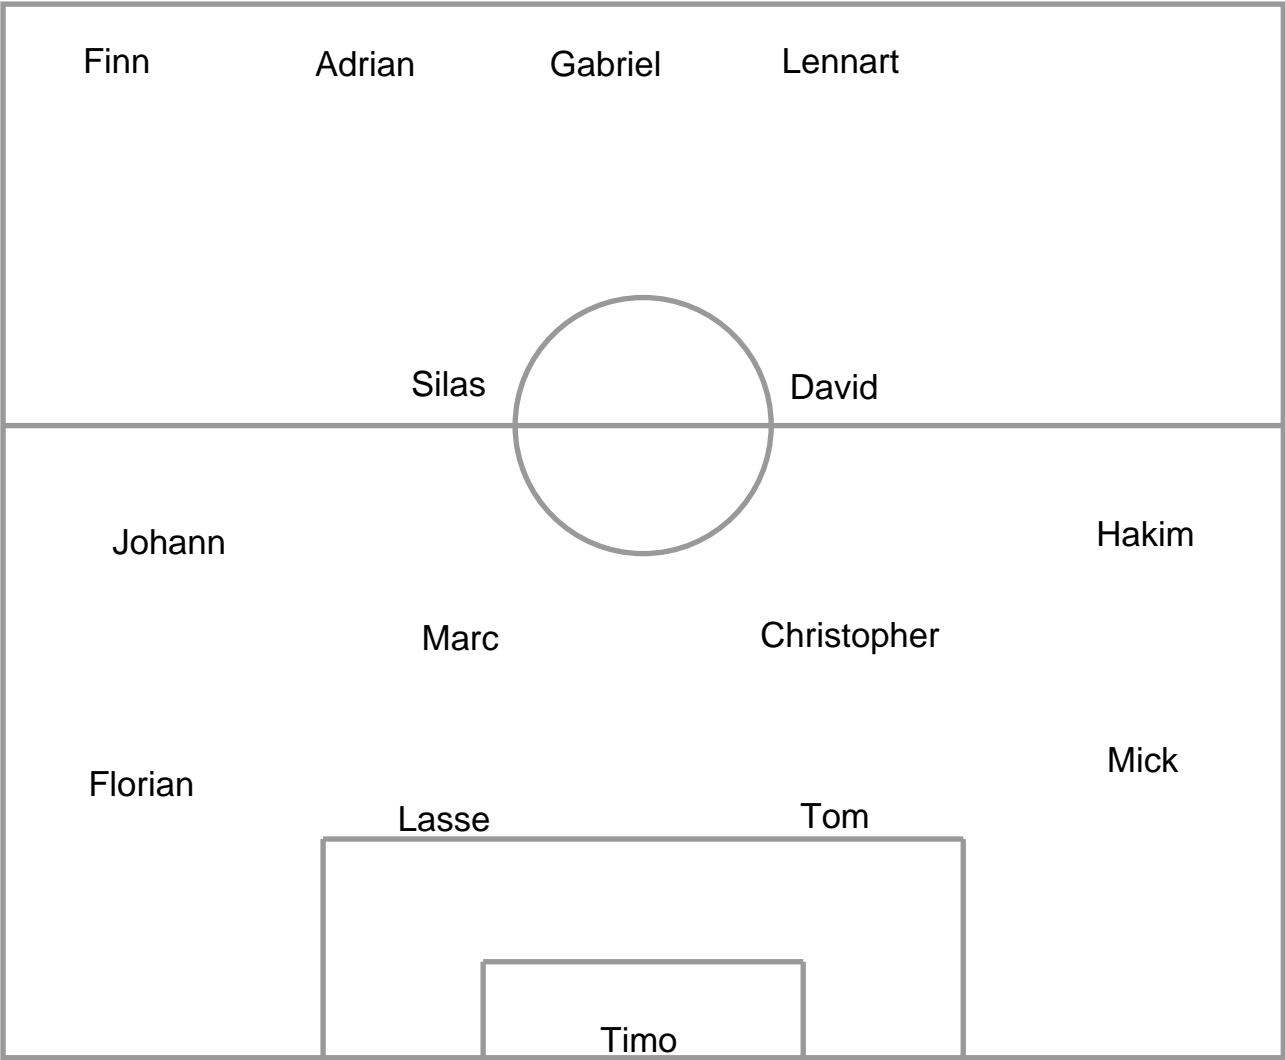 Finn Adrian Gabriel Lennart
Silas David
Johann Hakim
Marc Christopher
Florian Mick
Lasse Tom
Timo